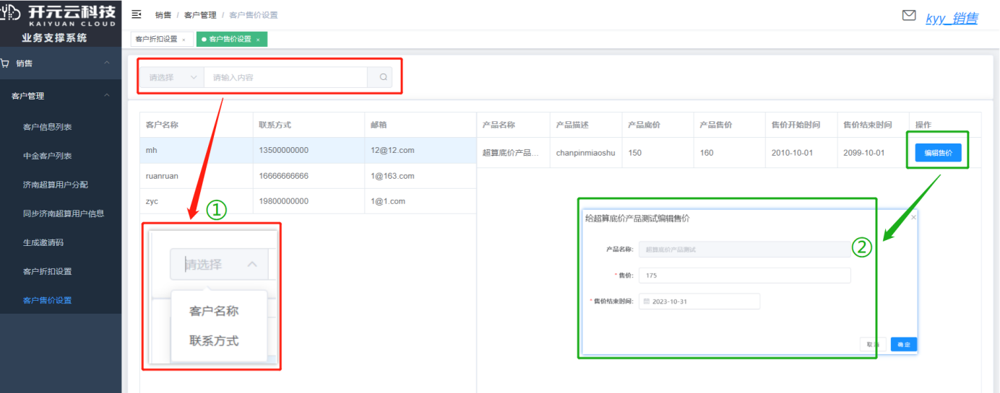 开元云科技
KAIYUAN CLOUD
业务支撑系统
销售
客户管理
客户信息列表
中金客户列表
济南超算用户分配
同步济南超算用户信息
生成邀请码
客户折扣设置
客户售价设置
销售 / 客户管理 / 客户售价设置
kyy_销售
客户折扣设置 ×
客户售价设置 ×
请选择 请输入内容
客户名称 联系方式 邮箱
mh 13500000000 12@12.com
ruanruan 16666666666 1@163.com
zyc 19800000000 1@1.com
产品名称 产品描述 产品底价 产品售价 售价开始时间 售价结束时间 操作
超算底价产品... chanpinmiaoshu 150 160 2010-10-01 2099-10-01 编辑售价
①
请选择
客户名称
联系方式
给超算底价产品测试编辑售价 ×
②
产品名称: 超算底价产品测试
* 售价: 175
* 售价结束时间: 2023-10-31
取消 确定